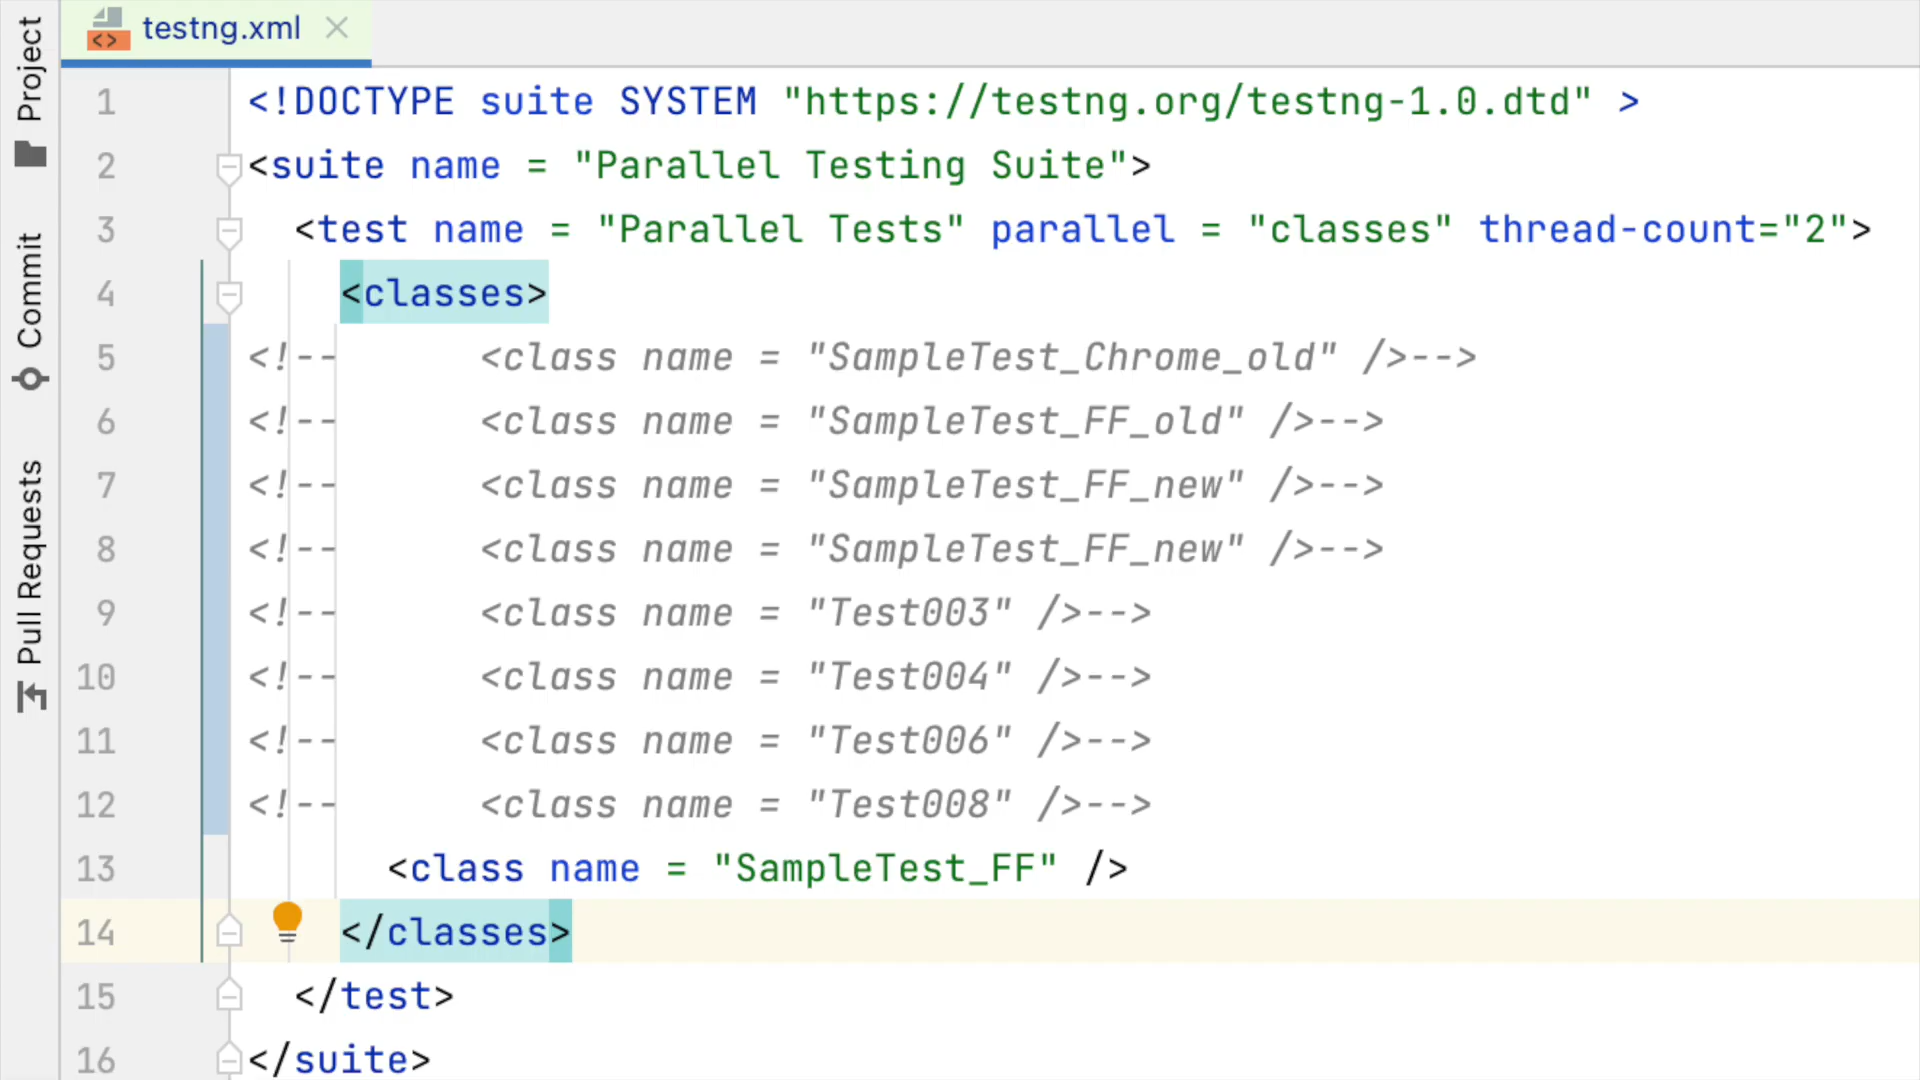 testng.xml
Project
Commit
Pull Requests
1 <!DOCTYPE suite SYSTEM "https://testng.org/testng-1.0.dtd" >
2 <suite name = "Parallel Testing Suite">
3 <test name = "Parallel Tests" parallel = "classes" thread-count="2">
4 <classes>
5 <!-- <class name = "SampleTest_Chrome_old" />-->
6 <!-- <class name = "SampleTest_FF_old" />-->
7 <!-- <class name = "SampleTest_FF_new" />-->
8 <!-- <class name = "SampleTest_FF_new" />-->
9 <!-- <class name = "Test003" />-->
10 <!-- <class name = "Test004" />-->
11 <!-- <class name = "Test006" />-->
12 <!-- <class name = "Test008" />-->
13 <class name = "SampleTest_FF" />
14 </classes>
15 </test>
16 </suite>